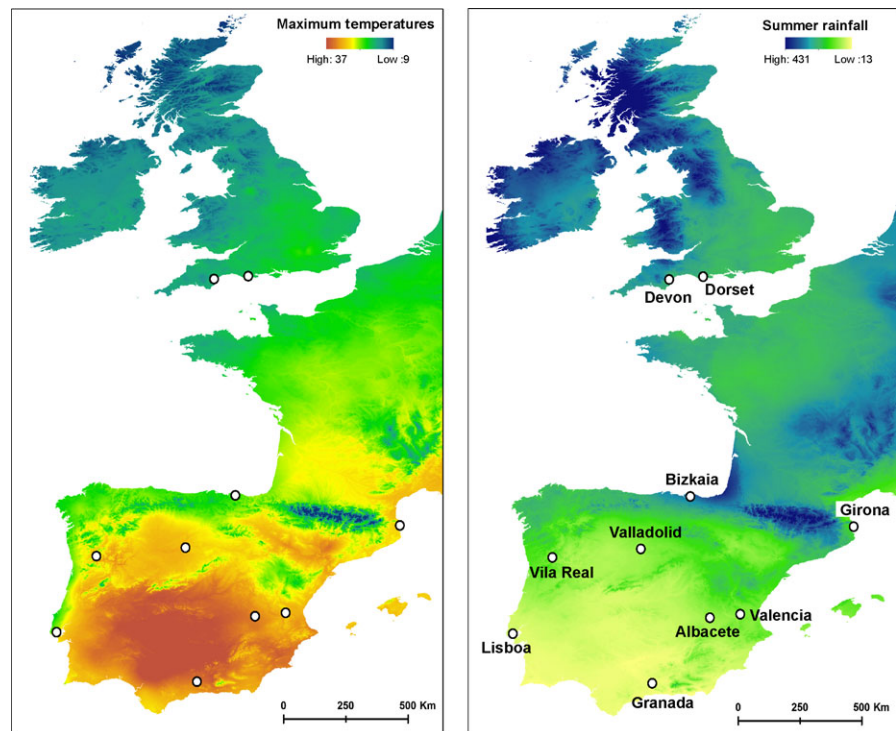 Maximum temperatures
High: 37 Low :9
0 250 500 Km
Summer rainfall
High: 431 Low :13
Devon
Dorset
Bizkaia
Girona
Valladolid
Vila Real
Valencia
Albacete
Lisboa
Granada
0 250 500 Km